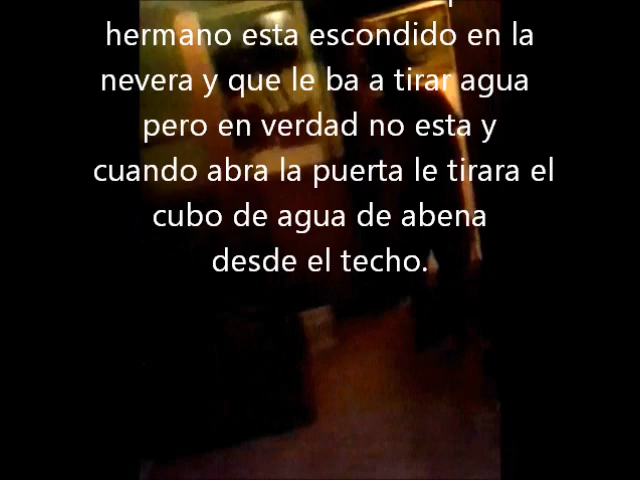 hermano esta escondido en la
nevera y que le ba a tirar agua
pero en verdad no esta y
cuando abra la puerta le tirara el
cubo de agua de abena
desde el techo.